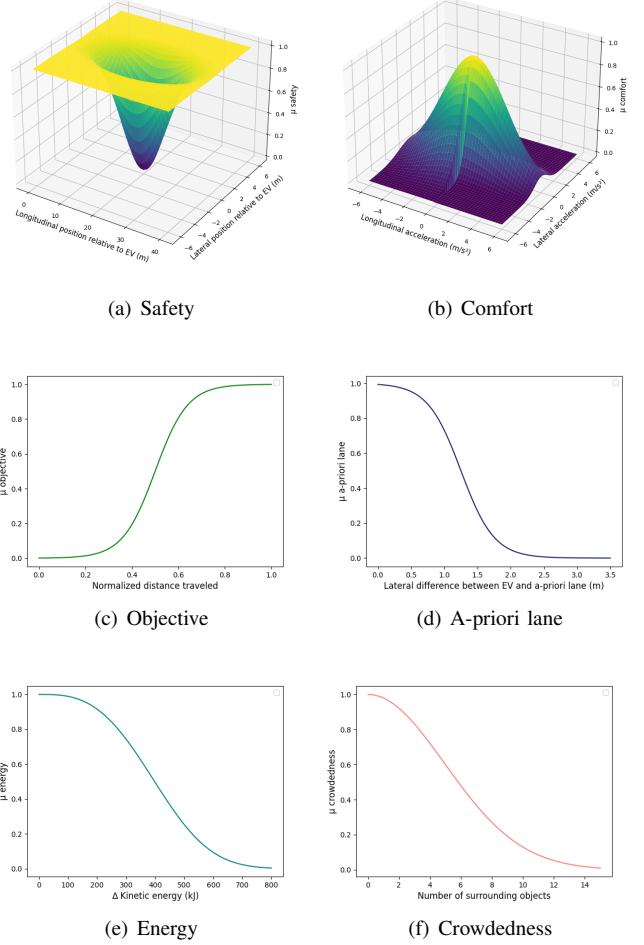 1.0
0.8
0.6
0.4
0.2
0.0
μ safety
0
10
20
30
40
Longitudinal position relative to EV (m)
−6
−4
−2
0
2
4
6
Lateral position relative to EV (m)
1.0
0.8
0.6
0.4
0.2
0.0
μ comfort
−6
−4
−2
0
2
4
6
Longitudinal acceleration (m/s²)
−6
−4
−2
0
2
4
6
Lateral acceleration (m/s²)
(a) Safety
(b) Comfort
1.0
0.8
0.6
0.4
0.2
0.0
μ objective
0.0 0.2 0.4 0.6 0.8 1.0
Normalized distance traveled
1.0
0.8
0.6
0.4
0.2
0.0
μ a-priori lane
0.0 0.5 1.0 1.5 2.0 2.5 3.0 3.5
Lateral difference between EV and a-priori lane (m)
(c) Objective
(d) A-priori lane
1.0
0.8
0.6
0.4
0.2
0.0
μ energy
0 100 200 300 400 500 600 700 800
Δ Kinetic energy (kJ)
1.0
0.8
0.6
0.4
0.2
0.0
μ crowdedness
0 2 4 6 8 10 12 14
Number of surrounding objects
(e) Energy
(f) Crowdedness